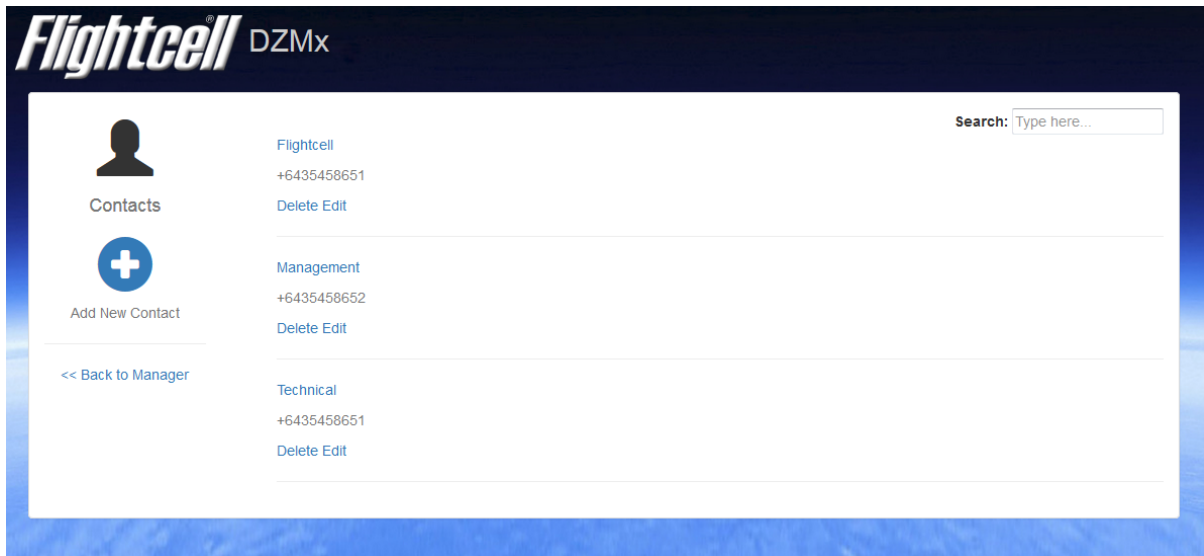 Flightcell® DZMx
Search: Type here...
Contacts
Add New Contact
<< Back to Manager
Flightcell
+6435458651
Delete Edit
Management
+6435458652
Delete Edit
Technical
+6435458651
Delete Edit